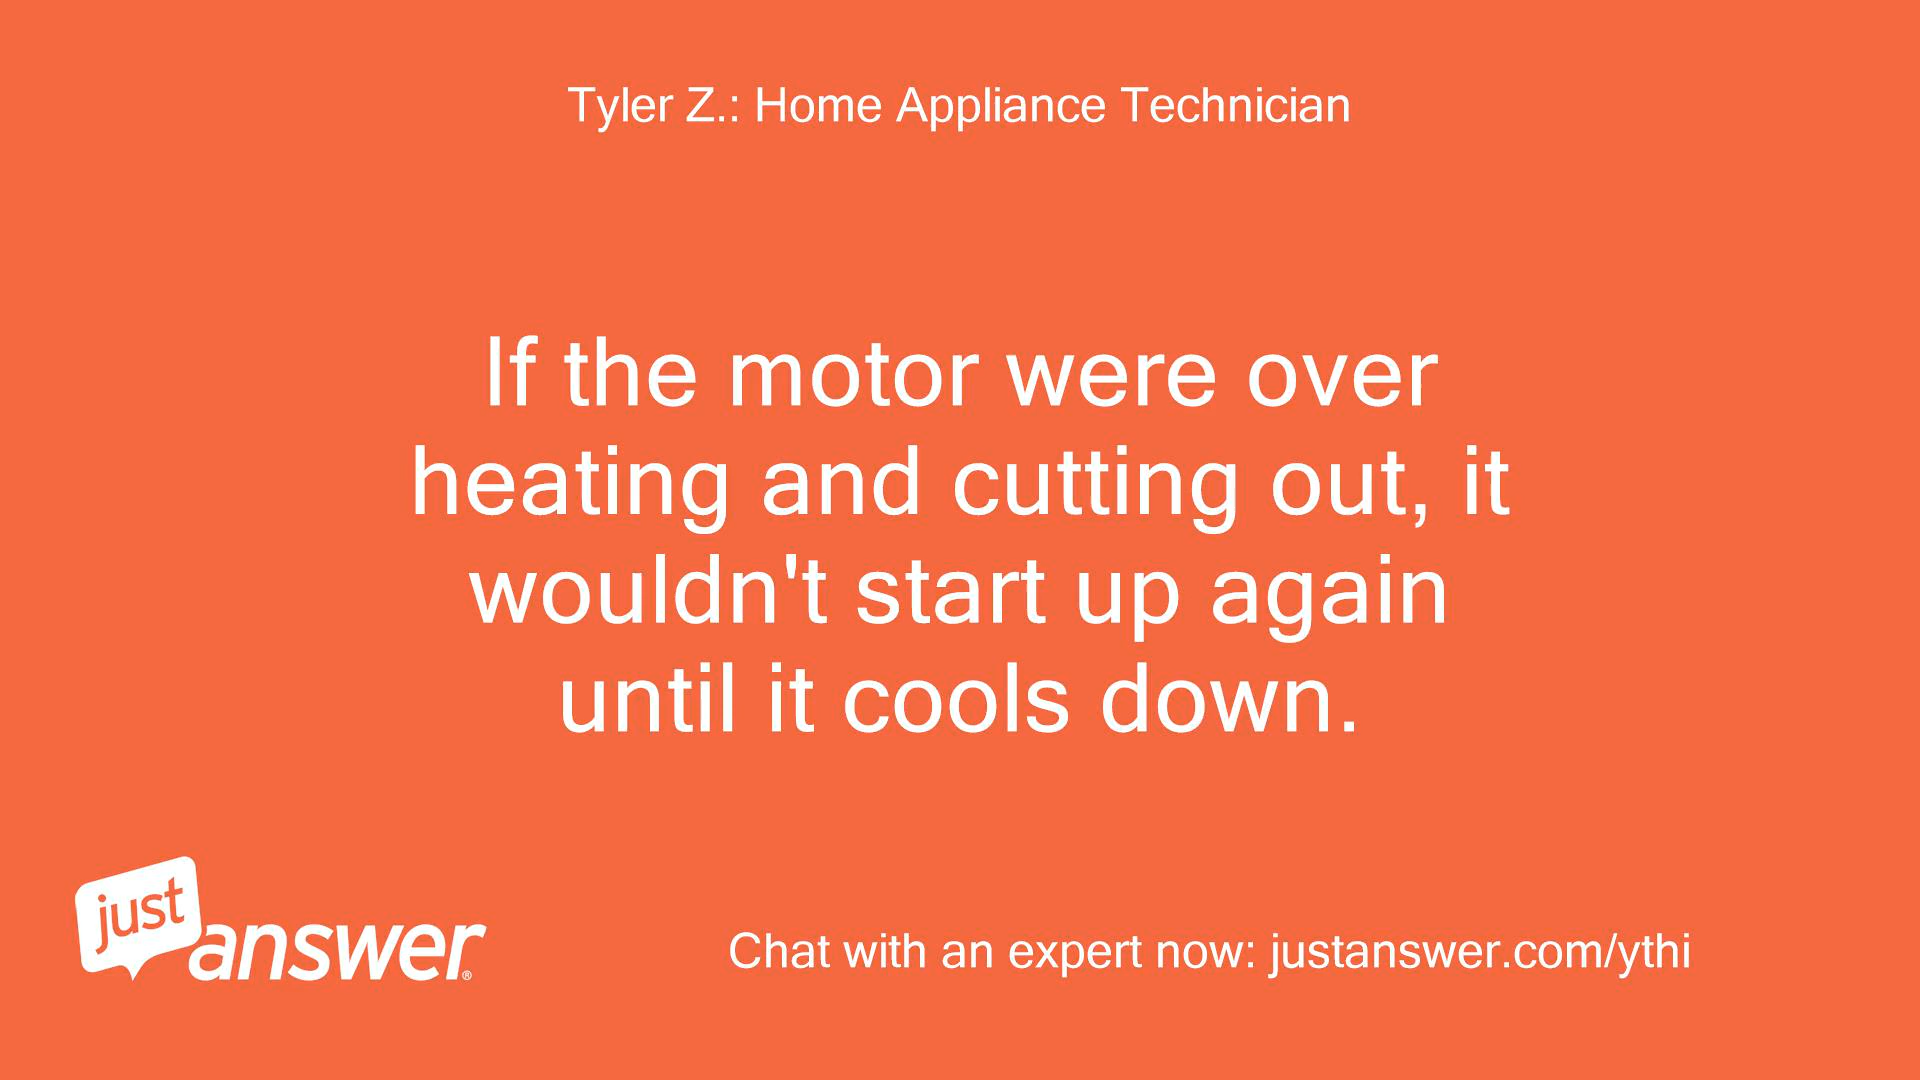 Tyler Z.: Home Appliance Technician
If the motor were over
heating and cutting out, it
wouldn't start up again
until it cools down.
just
answer®
Chat with an expert now: justanswer.com/ythi